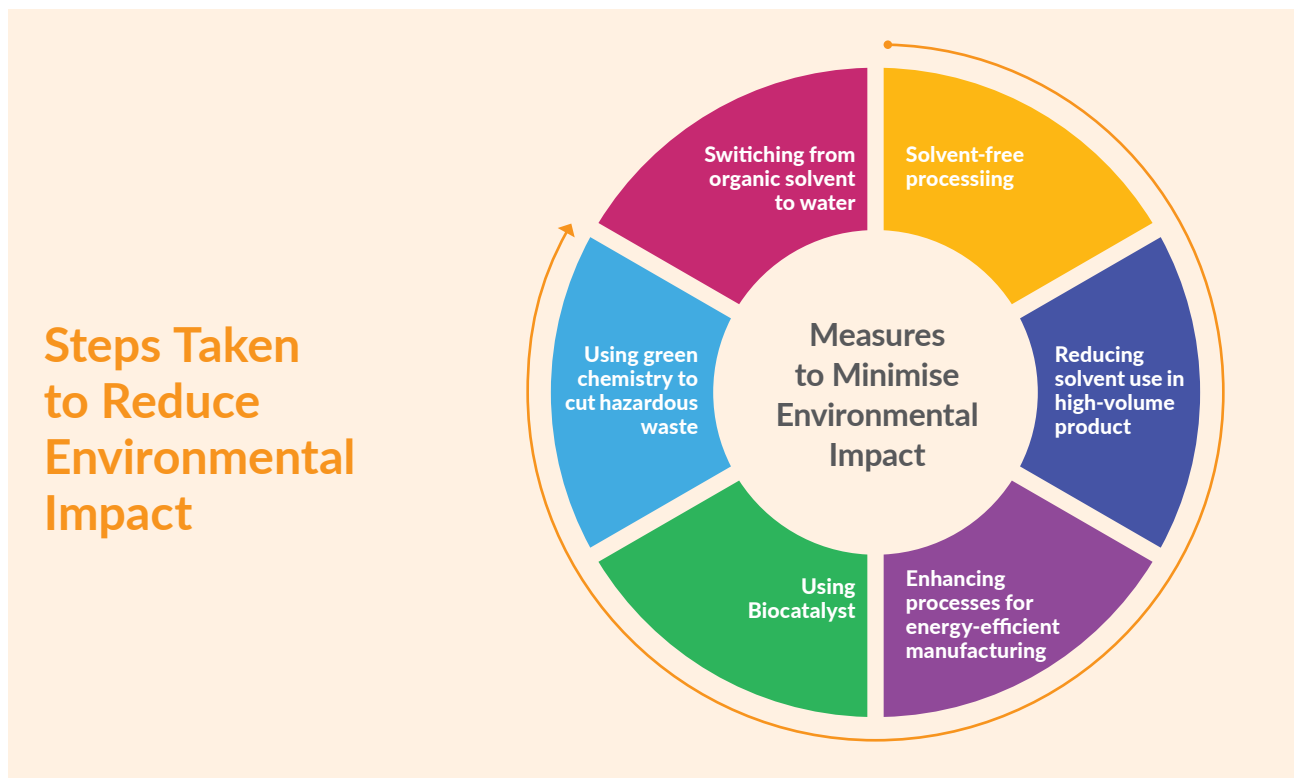 Steps Taken
to Reduce
Environmental
Impact
Measures
to Minimise
Environmental
Impact
Solvent-free
processiing
Reducing
solvent use in
high-volume
product
Enhancing
processes for
energy-efficient
manufacturing
Using
Biocatalyst
Using green
chemistry to
cut hazardous
waste
Switiching from
organic solvent
to water